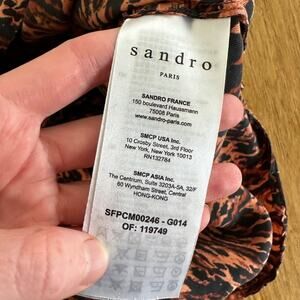 sandro
PARIS
SANDRO FRANCE
150 boulevard Haussmann
75008 Paris
www.sandro-paris.com
SMCP USA Inc.
10 Crosby Street, 3rd Floor
New York, New York 10013
RN132784
SMCP ASIA Inc.
The Centrium, Suite 3203A-5A, 32/F
60 Wyndham Street, Central
HONG-KONG
SFPCM00246 - G014
OF: 119749